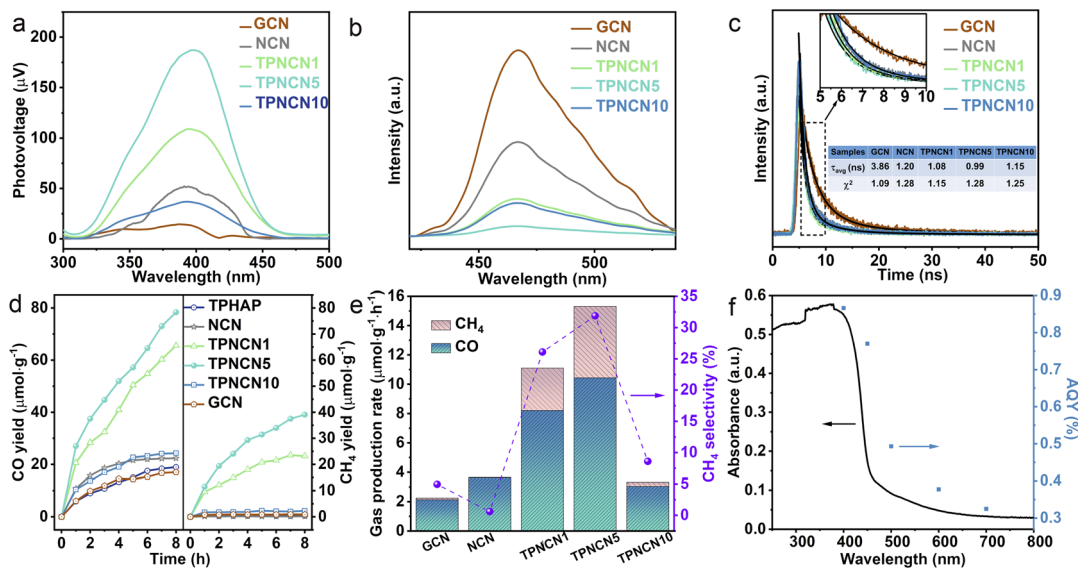 a
Photovoltage (μV)
200
150
100
50
0
GCN
NCN
TPNCN1
TPNCN5
TPNCN10
300 350 400 450 500
Wavelength (nm)
b
Intensity (a.u.)
GCN
NCN
TPNCN1
TPNCN5
TPNCN10
450 500
Wavelength (nm)
c
Intensity (a.u.)
5 6 7 8 9 10
GCN
NCN
TPNCN1
TPNCN5
TPNCN10
Samples GCN NCN TPNCN1 TPNCN5 TPNCN10
τavg (ns) 3.86 1.20 1.08 0.99 1.15
χ² 1.09 1.28 1.15 1.28 1.25
0 10 20 30 40 50
Time (ns)
d
CO yield (μmol·g⁻¹)
80
60
40
20
0
TPHAP
NCN
TPNCN1
TPNCN5
TPNCN10
GCN
80
70
60
50
40
30
20
10
0
CH₄ yield (μmol·g⁻¹)
0 2 4 6 8 0 2 4 6 8
Time (h)
e
Gas production rate (μmol·g⁻¹·h⁻¹)
16
14
12
10
8
6
4
2
0
CH₄
CO
35
30
25
20
15
10
5
0
CH₄ selectivity (%)
GCN
NCN
TPNCN1
TPNCN5
TPNCN10
f
Absorbance (a.u.)
0.6
0.5
0.4
0.3
0.2
0.1
0.0
0.9
0.8
0.7
0.6
0.5
0.4
0.3
AQY (%)
300 400 500 600 700 800
Wavelength (nm)